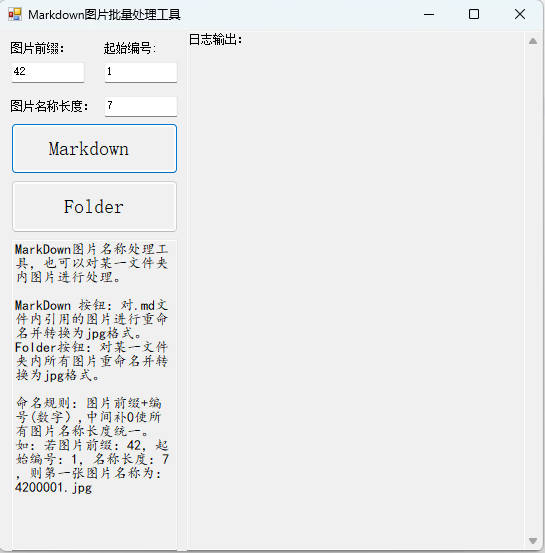 Markdown图片批量处理工具
图片前缀：
起始编号：
日志输出：
42
1
图片名称长度：
7
Markdown
Folder
MarkDown图片名称处理工
具，也可以对某一文件夹
内图片进行处理。
MarkDown 按钮：对.md文
件内引用的图片进行重命
名并转换为jpg格式。
Folder按钮：对某一文件
夹内所有图片重命名并转
换为jpg格式。
命名规则：图片前缀+编
号(数字）,中间补0使所
有图片名称长度统一。
如：若图片前缀：42，起
始编号：1，名称长度：7
，则第一张图片名称为：
4200001.jpg